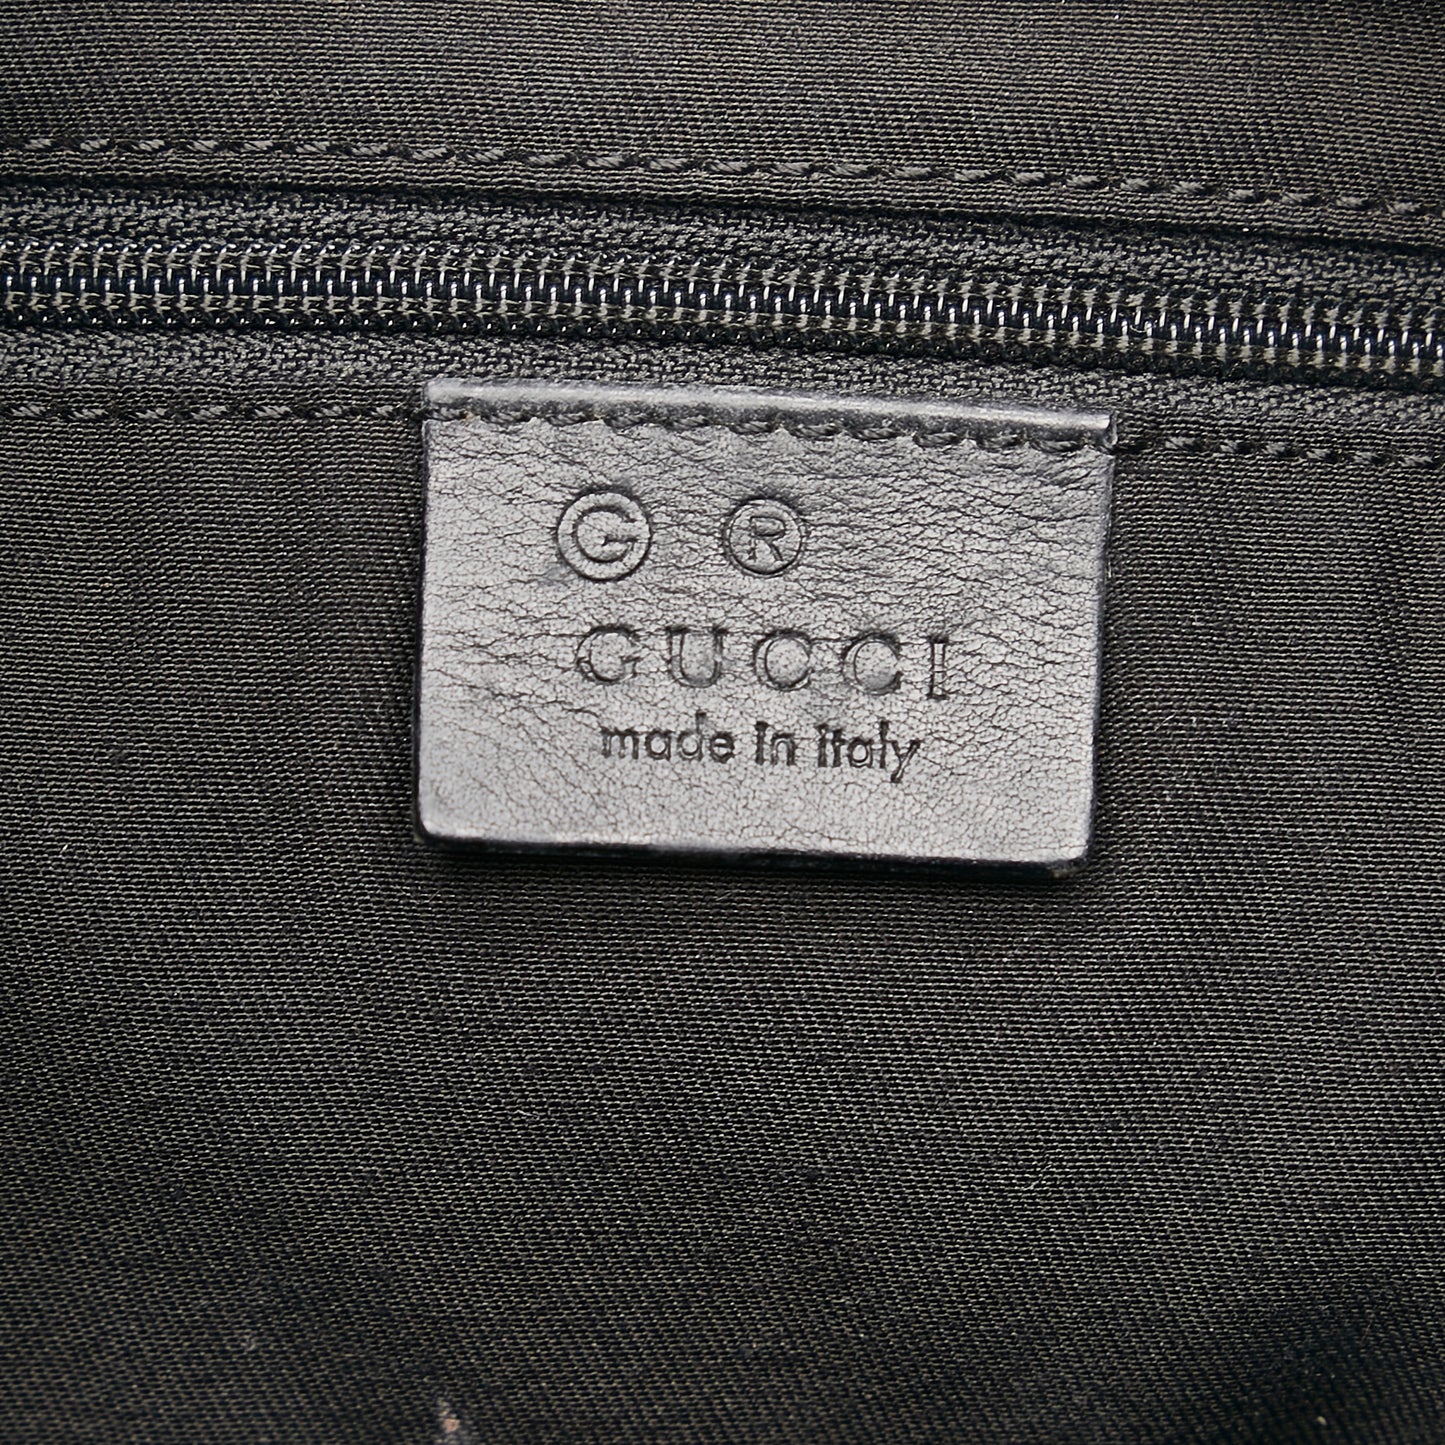 Ⓖ ®
GUCCI
made in italy